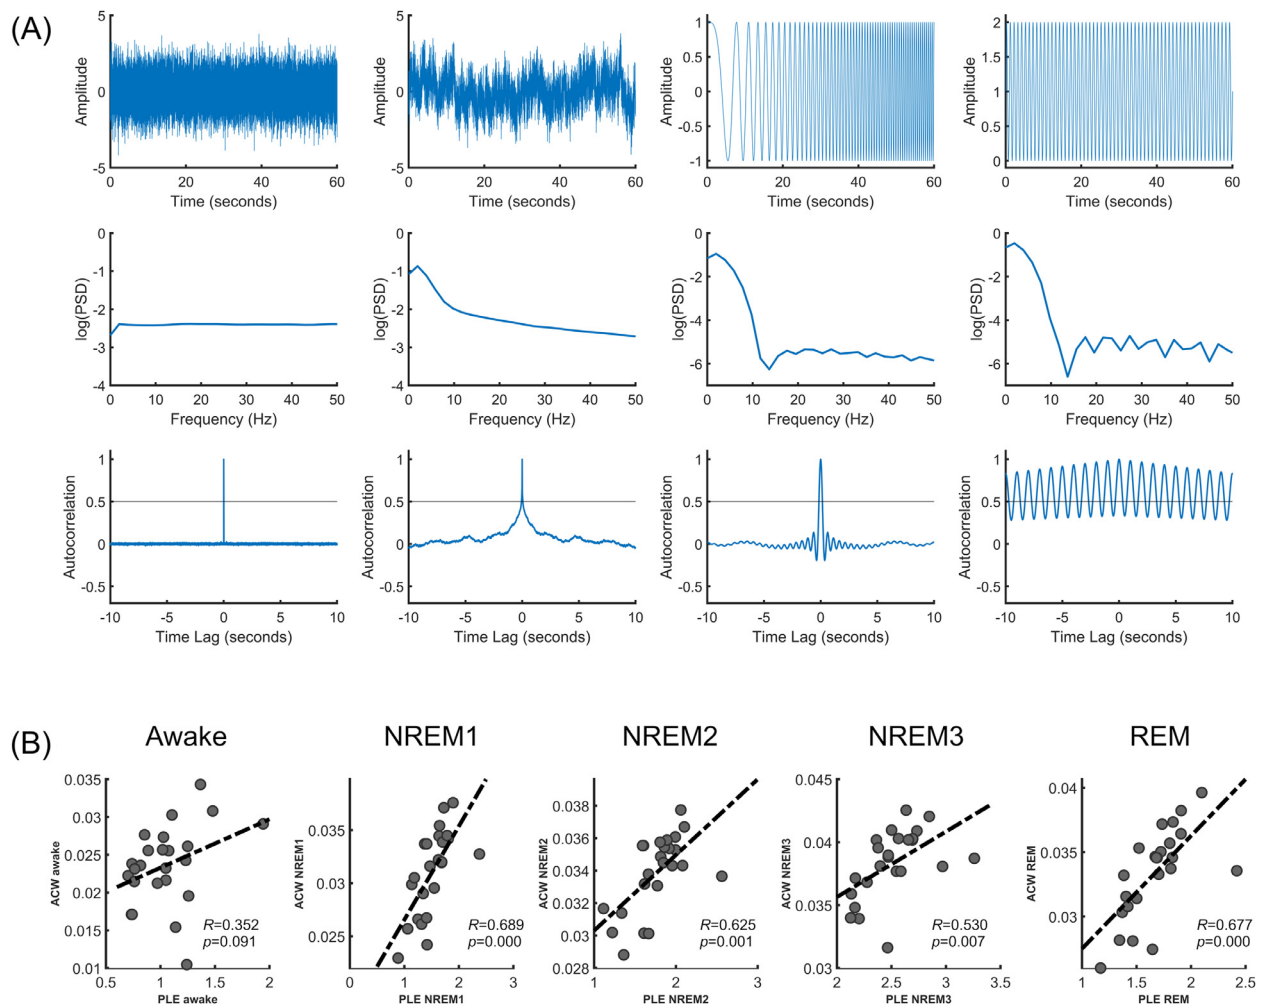 (A)
5
0
-5
Amplitude
0 20 40 60
Time (seconds)
5
0
-5
Amplitude
0 20 40 60
Time (seconds)
1
0.5
0
-0.5
-1
Amplitude
0 20 40 60
Time (seconds)
2
1.5
1
0.5
0
Amplitude
0 20 40 60
Time (seconds)
0
-1
-2
-3
-4
log(PSD)
0 10 20 30 40 50
Frequency (Hz)
0
-1
-2
-3
-4
log(PSD)
0 10 20 30 40 50
Frequency (Hz)
0
-2
-4
-6
log(PSD)
0 10 20 30 40 50
Frequency (Hz)
0
-2
-4
-6
log(PSD)
0 10 20 30 40 50
Frequency (Hz)
1
0.5
0
-0.5
Autocorrelation
-10 -5 0 5 10
Time Lag (seconds)
1
0.5
0
-0.5
Autocorrelation
-10 -5 0 5 10
Time Lag (seconds)
1
0.5
0
-0.5
Autocorrelation
-10 -5 0 5 10
Time Lag (seconds)
1
0.5
0
-0.5
Autocorrelation
-10 -5 0 5 10
Time Lag (seconds)
(B)
Awake
0.035
0.03
0.025
0.02
0.015
0.01
ACW awake
R=0.352
p=0.091
0.5 1 1.5 2
PLE awake
NREM1
0.035
0.03
0.025
ACW NREM1
R=0.689
p=0.000
0 1 2 3
PLE NREM1
NREM2
0.038
0.036
0.034
0.032
0.03
0.028
ACW NREM2
R=0.625
p=0.001
1 2 3
PLE NREM2
NREM3
0.045
0.04
0.035
0.03
ACW NREM3
R=0.530
p=0.007
2 2.5 3 3.5
PLE NREM3
REM
0.04
0.035
0.03
ACW REM
R=0.677
p=0.000
1 1.5 2 2.5
PLE REM